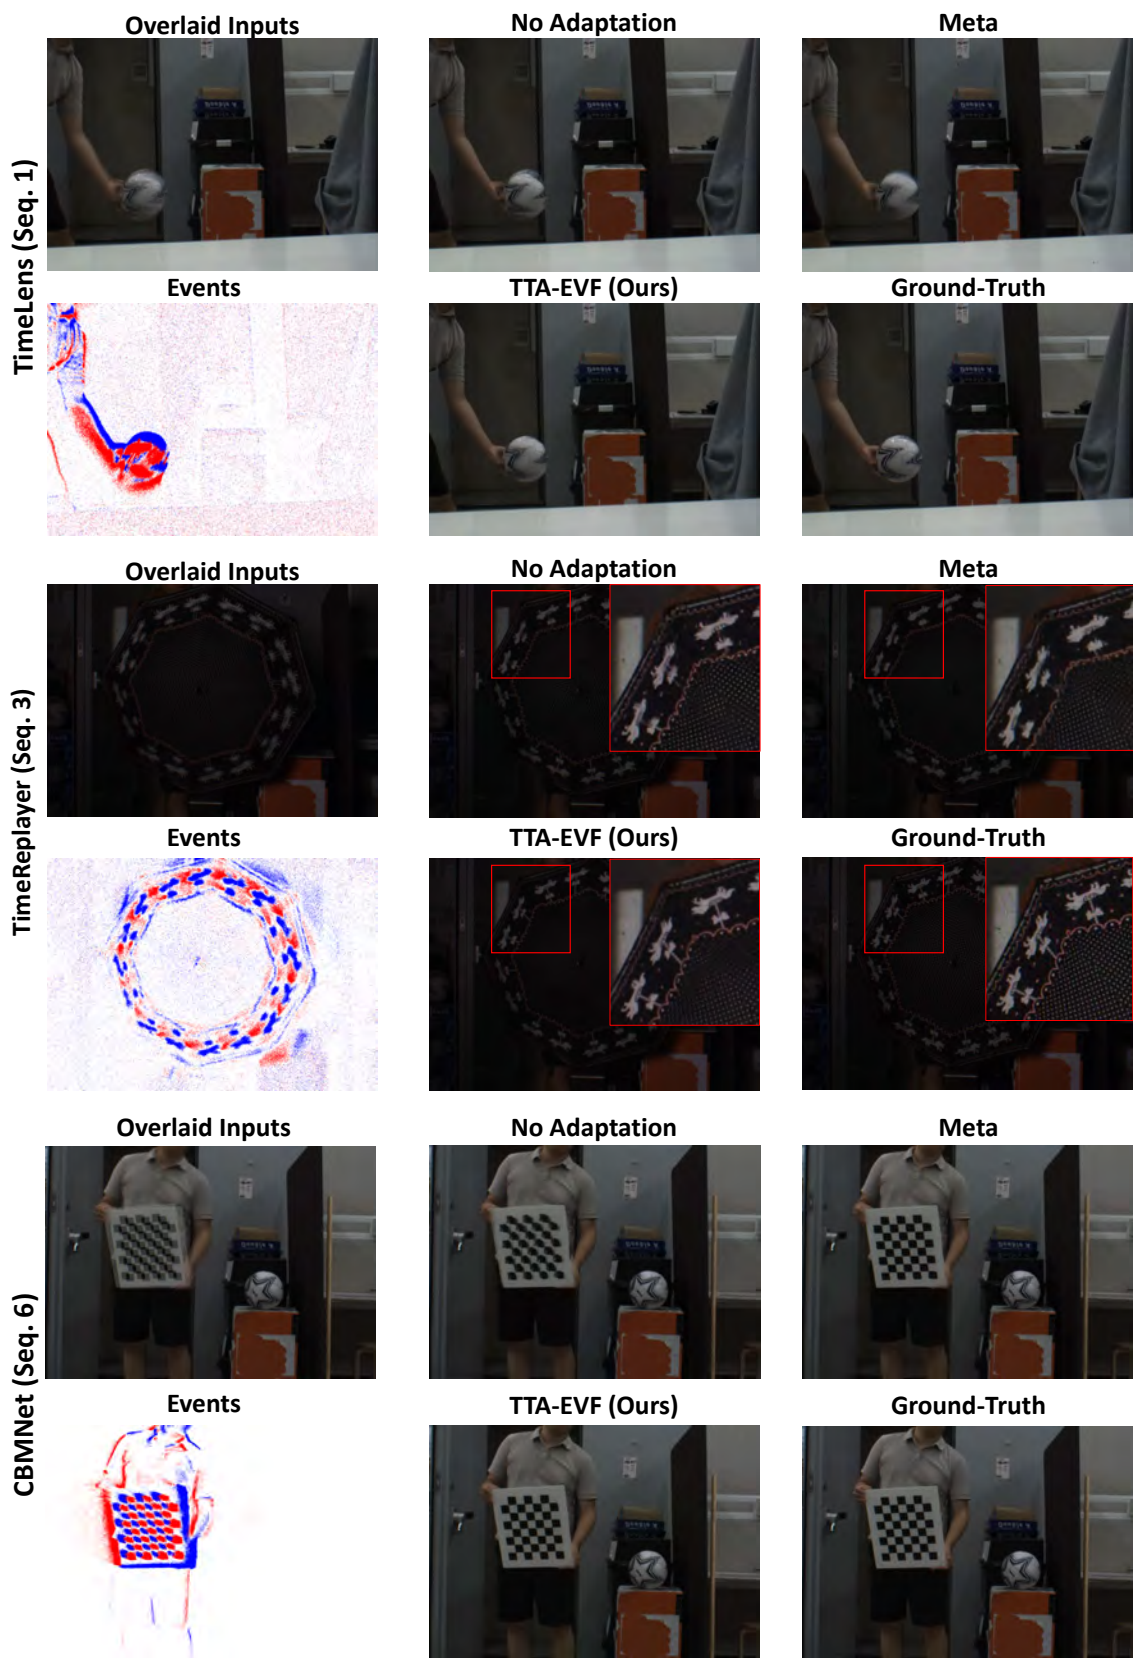 Overlaid Inputs
No Adaptation
Meta
TimeLens (Seq. 1)
Events
TTA-EVF (Ours)
Ground-Truth
Overlaid Inputs
No Adaptation
Meta
TimeReplayer (Seq. 3)
Events
TTA-EVF (Ours)
Ground-Truth
Overlaid Inputs
No Adaptation
Meta
CBMNet (Seq. 6)
Events
TTA-EVF (Ours)
Ground-Truth